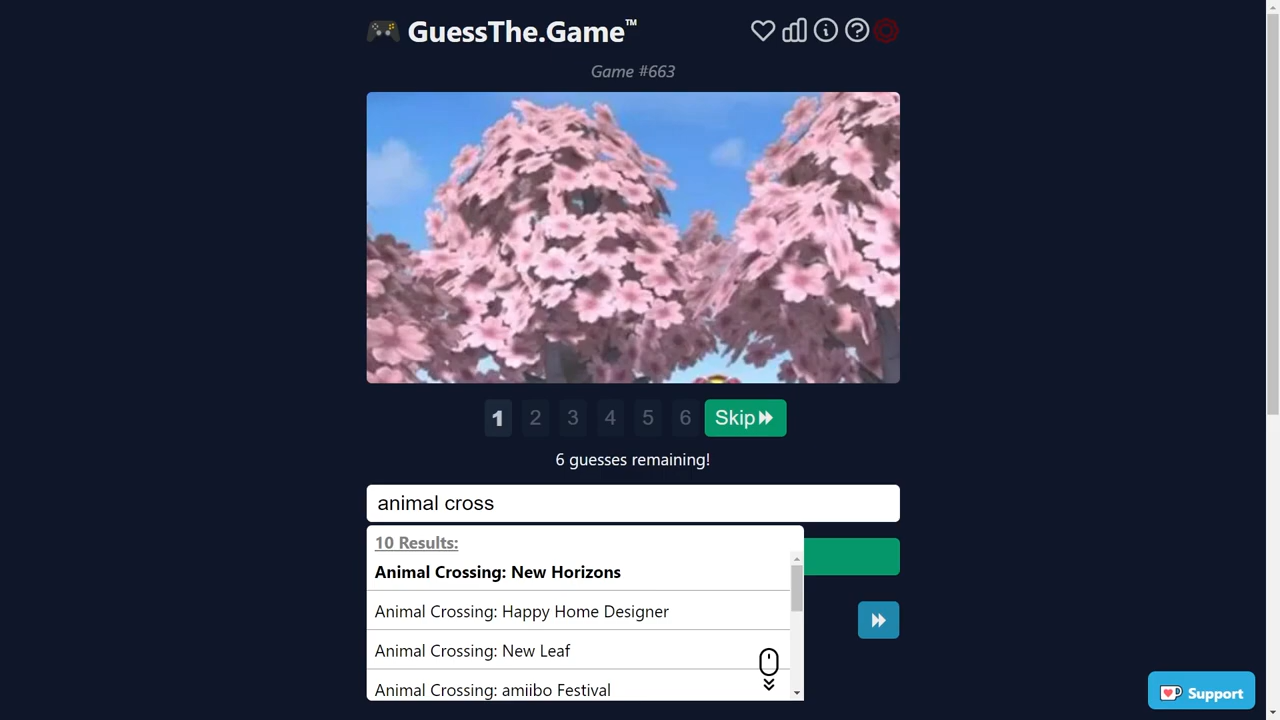 GuessThe.Game™
Game #663
1 2 3 4 5 6 Skip
6 guesses remaining!
animal cross
10 Results:
Animal Crossing: New Horizons
Animal Crossing: Happy Home Designer
Animal Crossing: New Leaf
Animal Crossing: amiibo Festival
Support